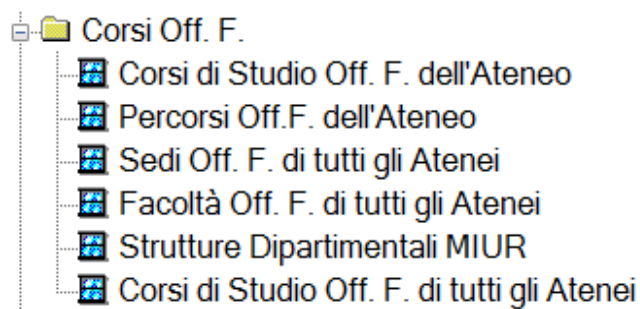 Corsi Off. F.
Corsi di Studio Off. F. dell'Ateneo
Percorsi Off.F. dell'Ateneo
Sedi Off. F. di tutti gli Atenei
Facoltà Off. F. di tutti gli Atenei
Strutture Dipartimentali MIUR
Corsi di Studio Off. F. di tutti gli Atenei